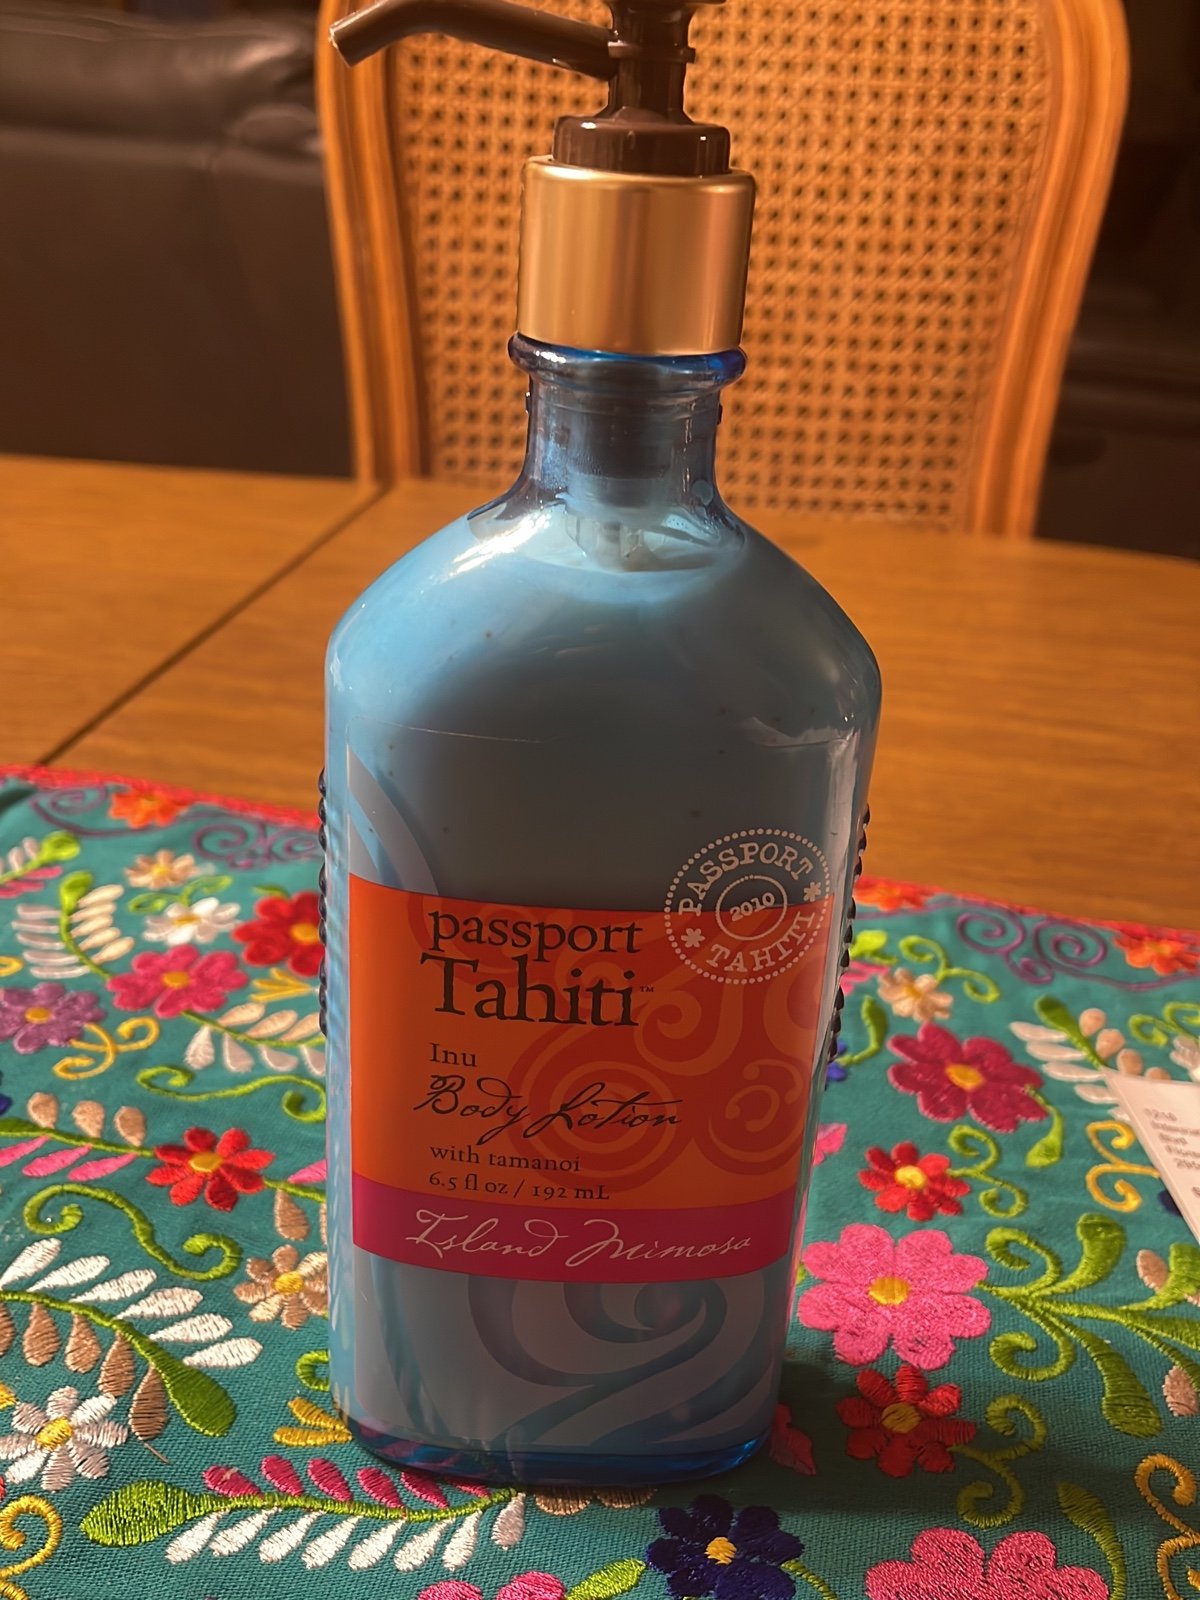 PASSPORT
2010
TAHITI
passport
Tahiti™
Inu
Body Lotion
with tamanoi
6.5 fl oz / 192 mL
Island Mimosa